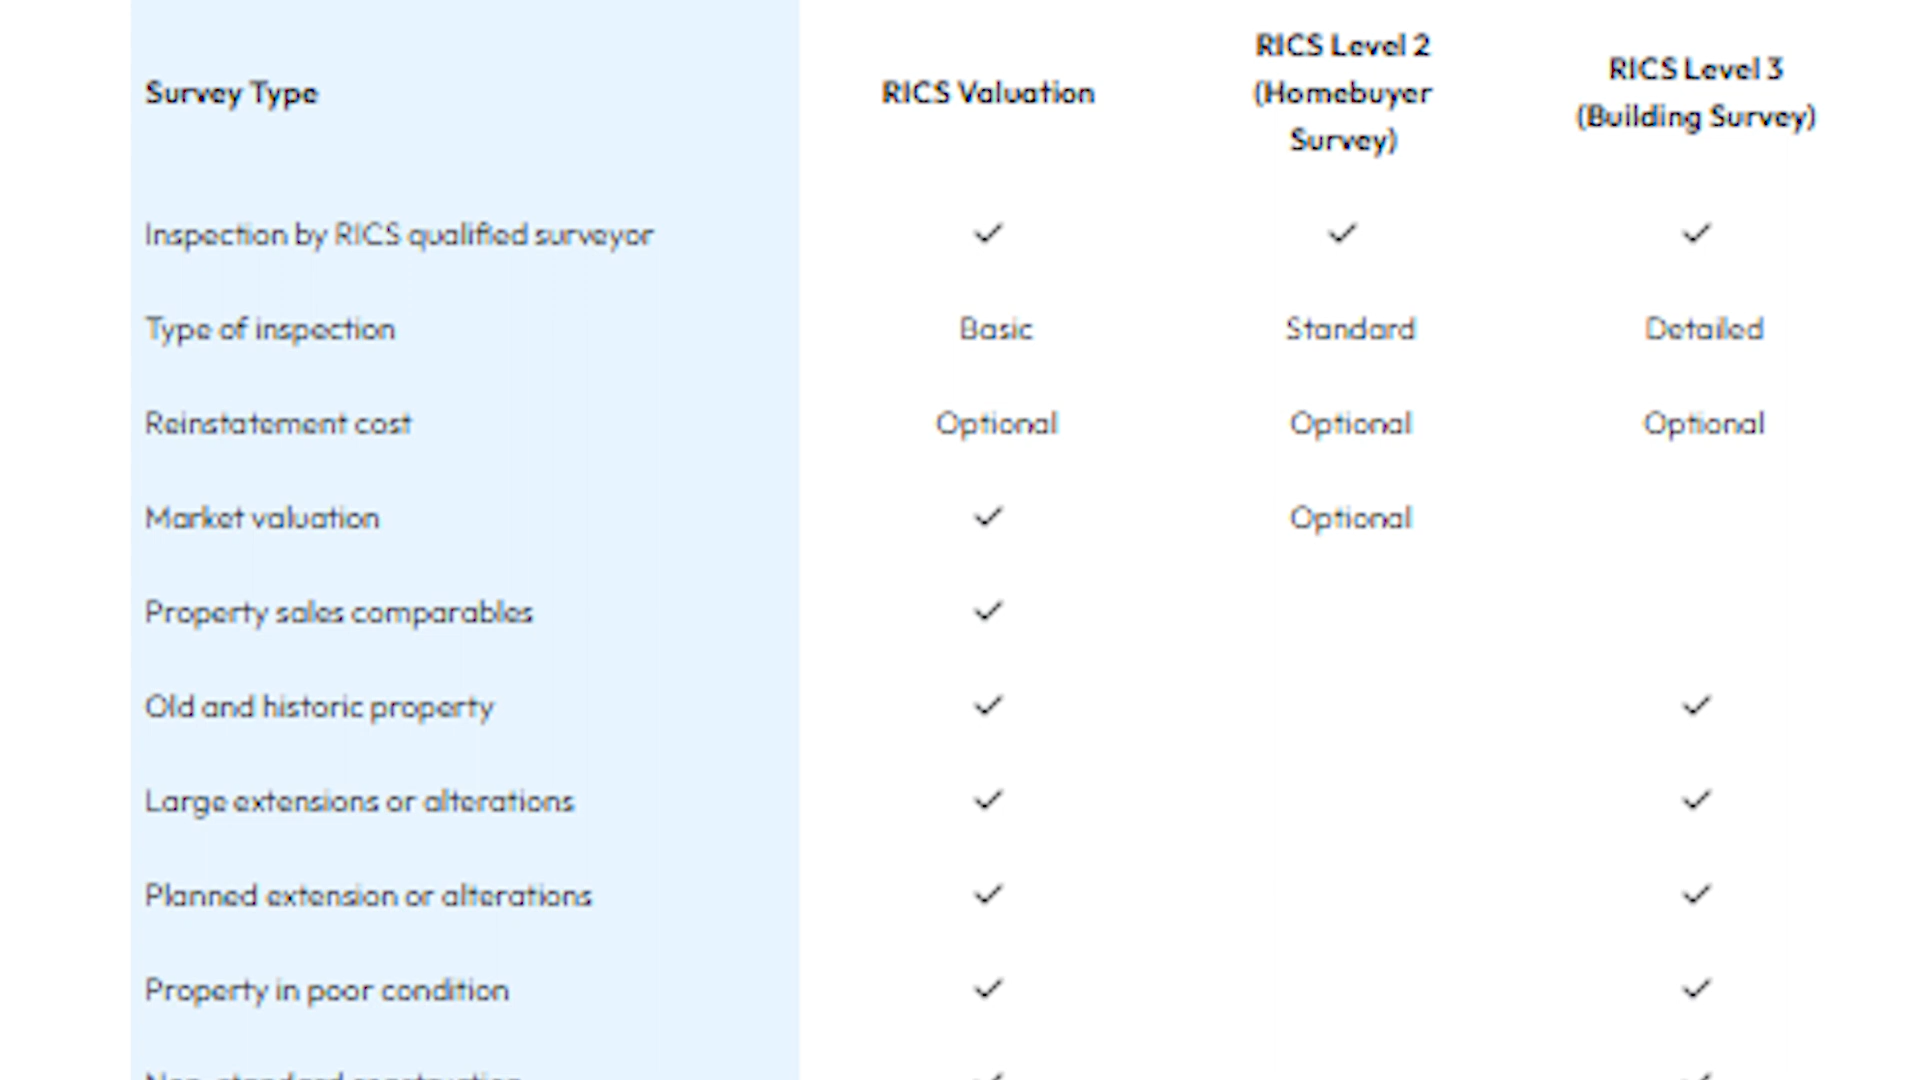 Survey Type RICS Valuation RICS Level 2 (Homebuyer Survey) RICS Level 3 (Building Survey)
Inspection by RICS qualified surveyor ✓ ✓ ✓
Type of inspection Basic Standard Detailed
Reinstatement cost Optional Optional Optional
Market valuation ✓ Optional
Property sales comparables ✓
Old and historic property ✓ ✓
Large extensions or alterations ✓ ✓
Planned extension or alterations ✓ ✓
Property in poor condition ✓ ✓